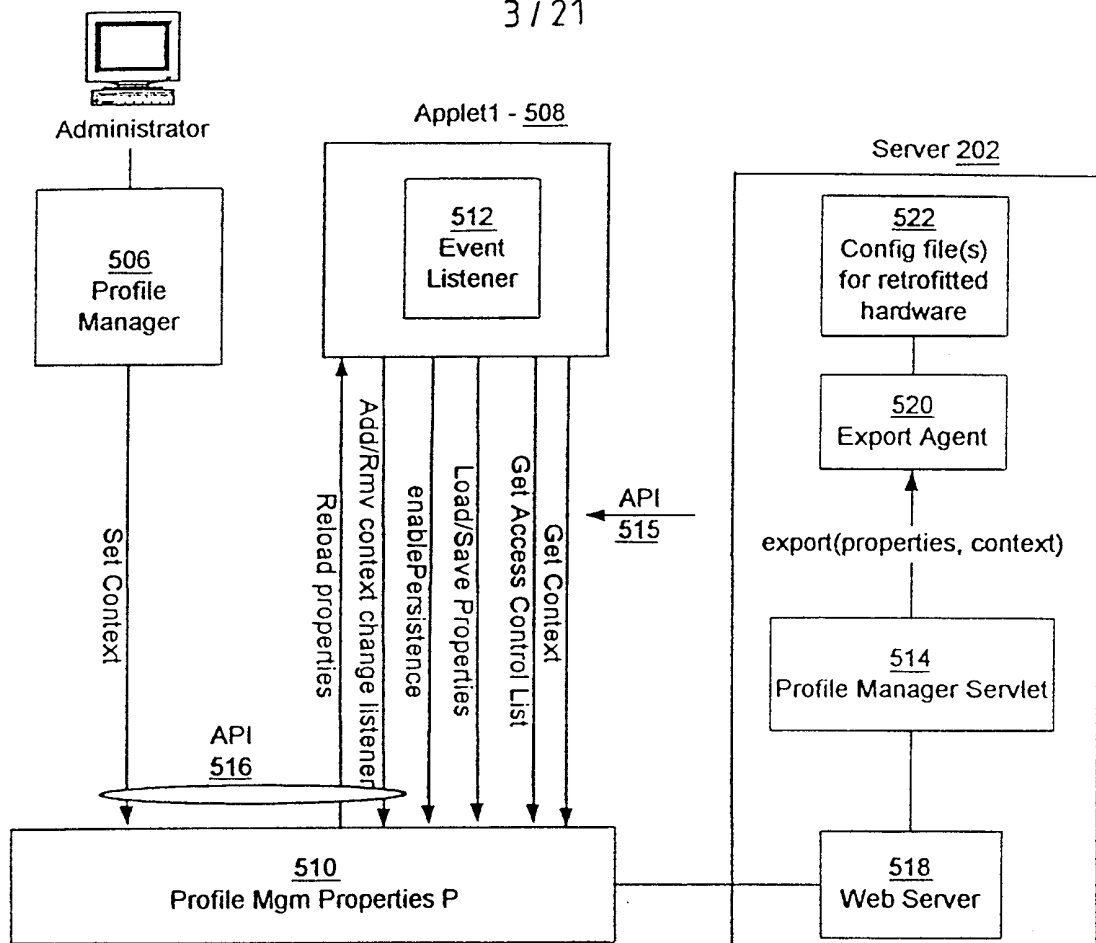 3 / 21
Administrator
506
Profile
Manager
Applet1 - 508
512
Event
Listener
Server 202
522
Config file(s)
for retrofitted
hardware
520
Export Agent
export(properties, context)
514
Profile Manager Servlet
518
Web Server
Set Context
Reload properties
Add/Rmv context change listener
enablePersistence
Load/Save Properties
Get Access Control List
Get Context
API
515
API
516
510
Profile Mgm Properties P